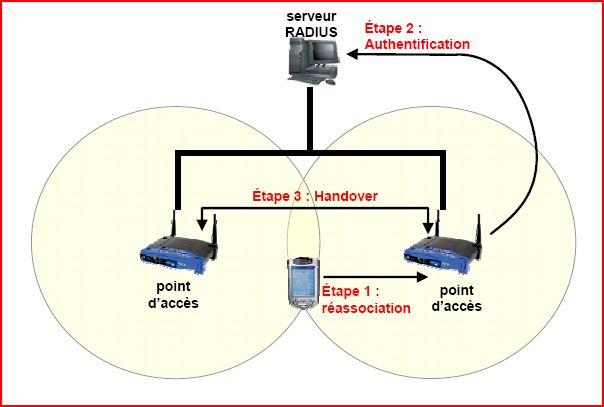 serveur
RADIUS
Étape 2 :
Authentification
Étape 3 : Handover
point
d'accès
Étape 1 :
réassociation
point
d'accès